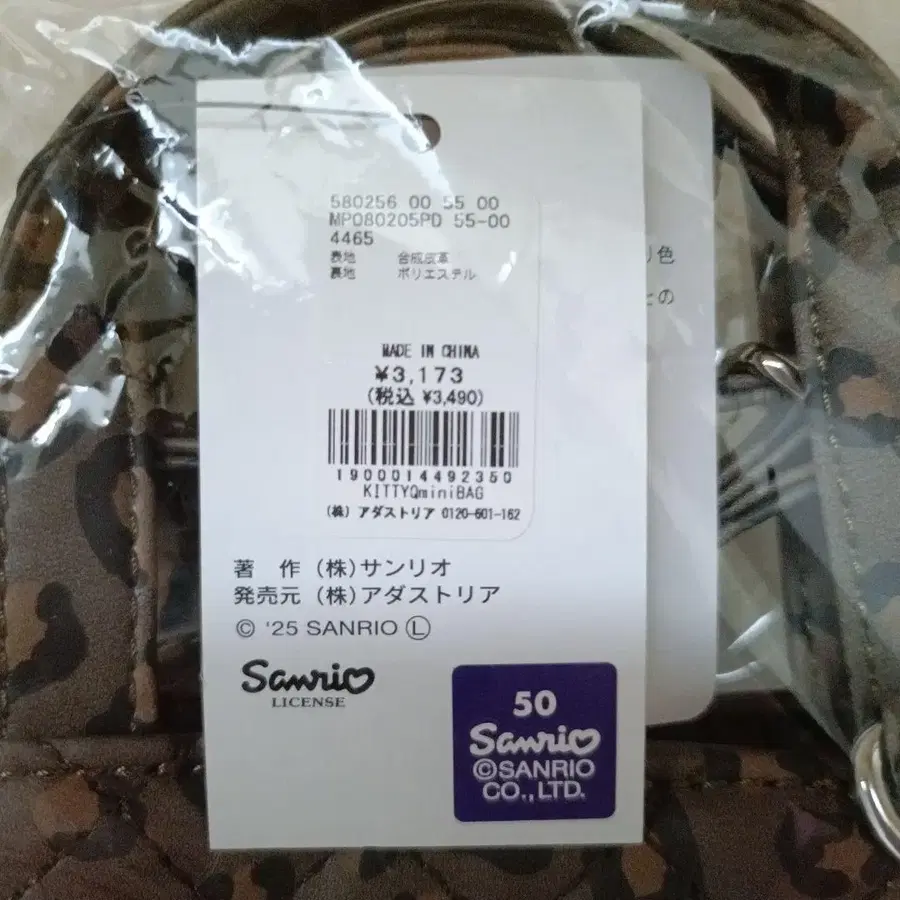 580256 00 55 00
MP080205PD 55-00
4465
表地 合成皮革
裏地 ポリエステル
MADE IN CHINA
¥3,173
(税込 ¥3,490)
1900014492350
KITTYQminiBAG
(株) アダストリア 0120-601-162
著 作 (株)サンリオ
発売元 (株)アダストリア
© '25 SANRIO Ⓛ
Sanrio
LICENSE
50
Sanrio
©SANRIO
CO.,LTD.
色
の